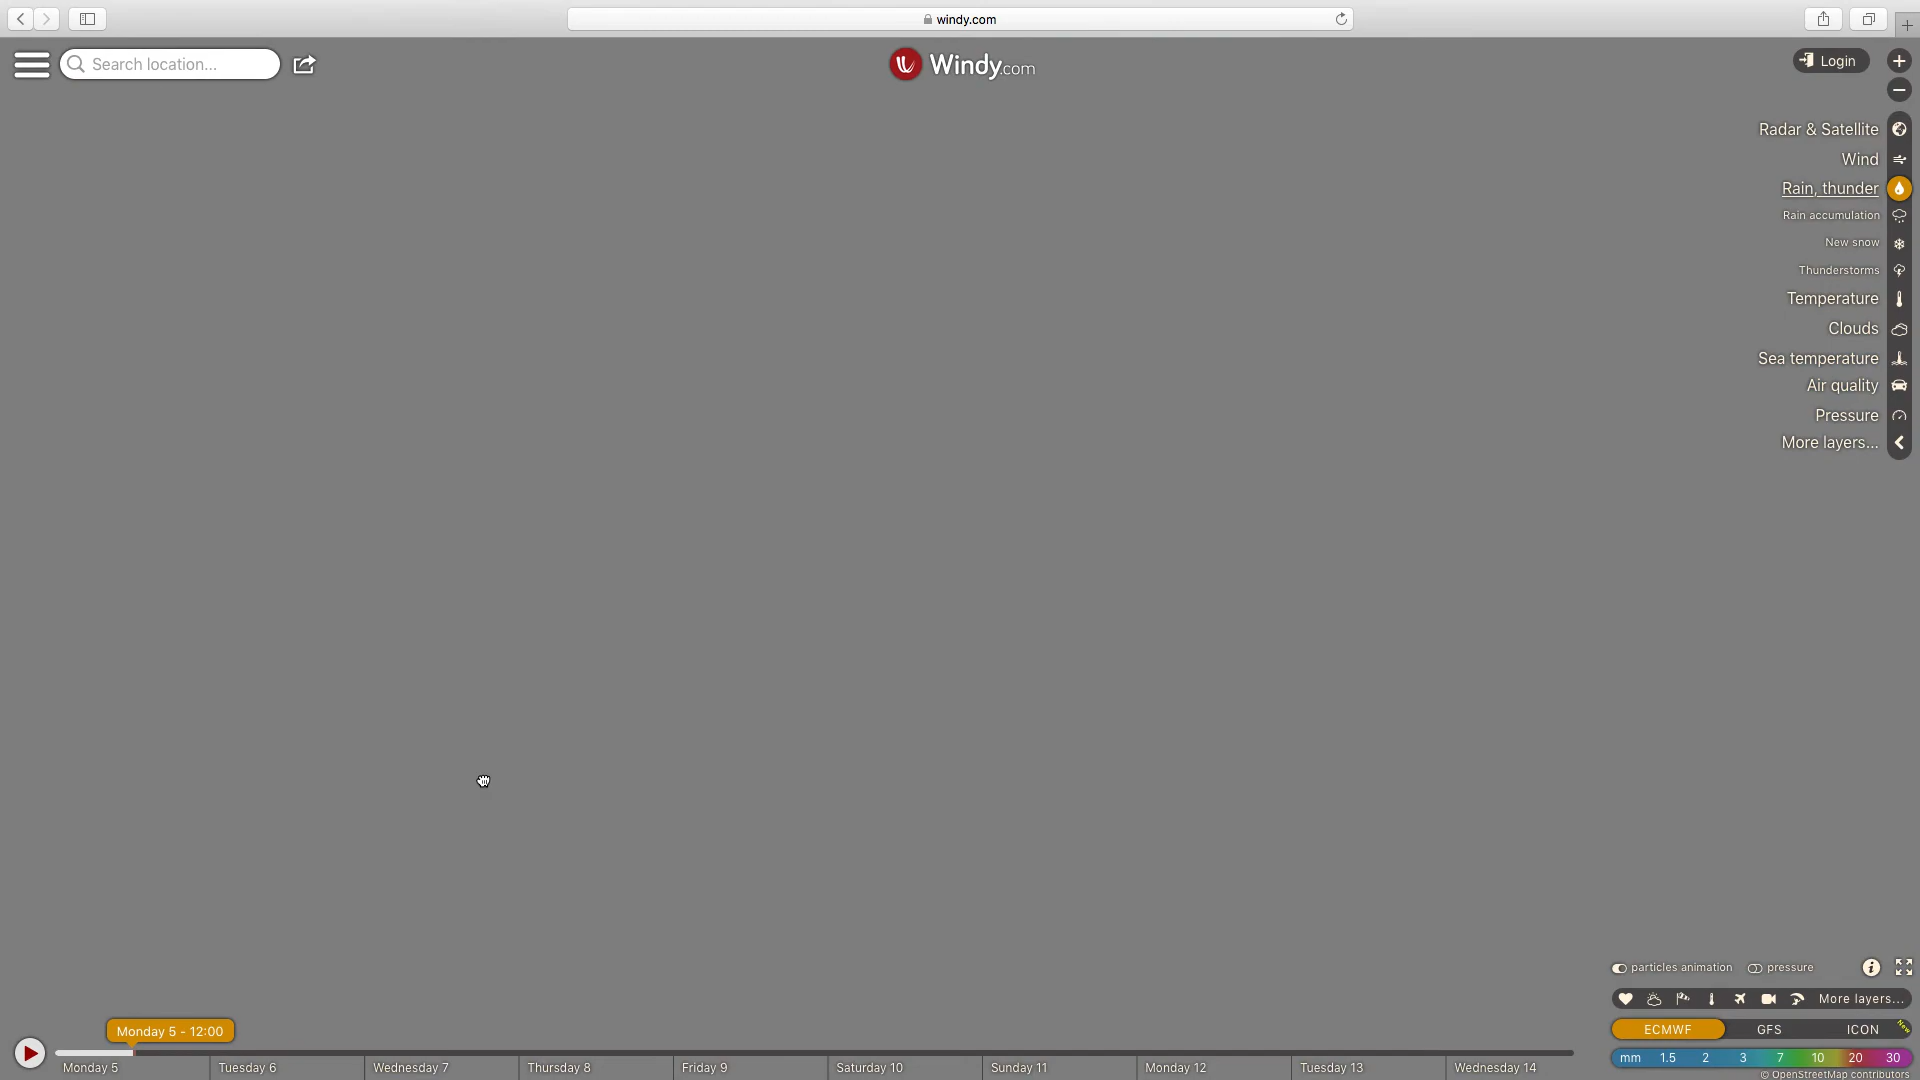 windy.com
Search location...
Windy.com
Login
Radar & Satellite
Wind
Rain, thunder
Rain accumulation
New snow
Thunderstorms
Temperature
Clouds
Sea temperature
Air quality
Pressure
More layers...
particles animation pressure
More layers...
ECMWF GFS ICON New
mm 1.5 2 3 7 10 20 30
© OpenStreetMap contributors
Monday 5 - 12:00
Monday 5 Tuesday 6 Wednesday 7 Thursday 8 Friday 9 Saturday 10 Sunday 11 Monday 12 Tuesday 13 Wednesday 14